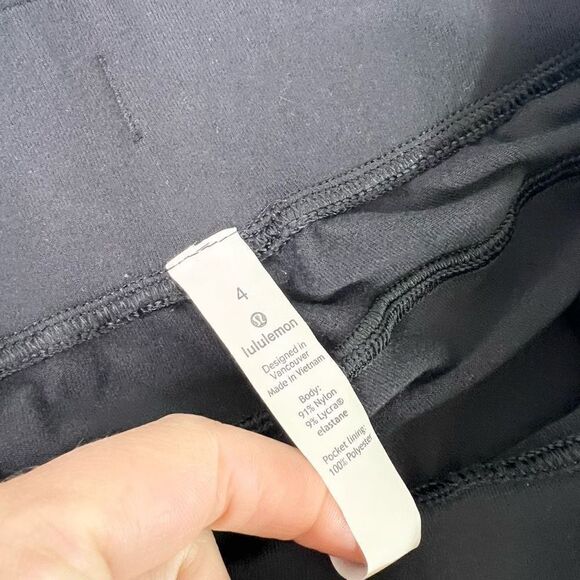 4
lululemon
Designed in
Vancouver
Made in Vietnam
Body:
91% Nylon
9% Lycra®
elastane
Pocket lining:
100% Polyester